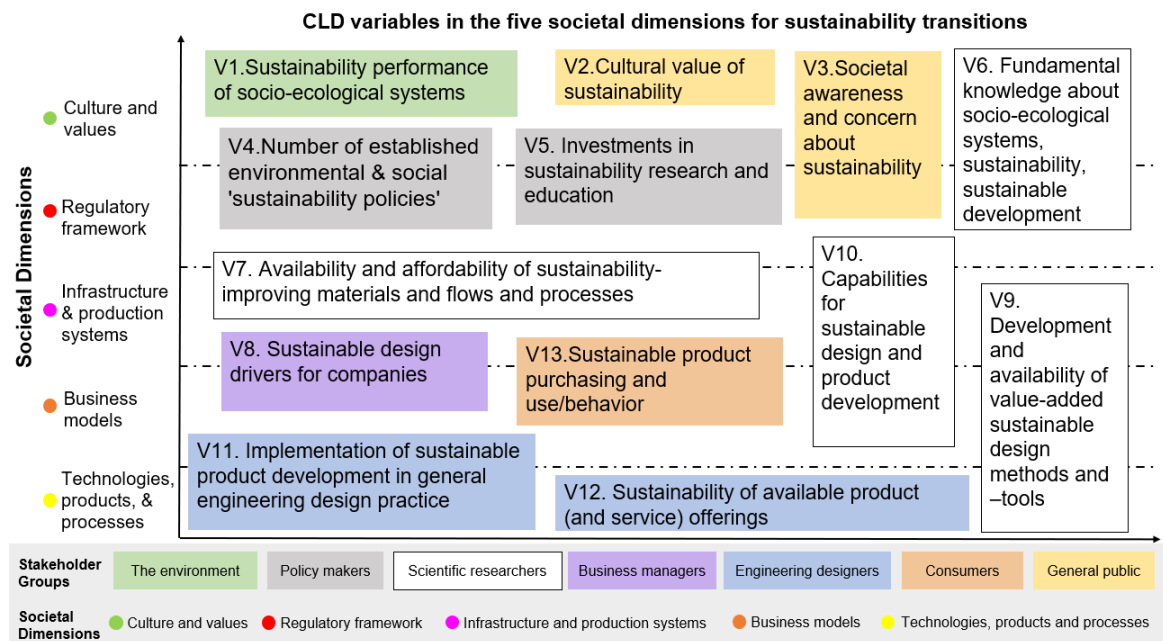 CLD variables in the five societal dimensions for sustainability transitions
Societal Dimensions
Culture and
values
Regulatory
framework
Infrastructure
& production
systems
Business
models
Technologies,
products, &
processes
V1.Sustainability performance
of socio-ecological systems
V2.Cultural value of
sustainability
V3.Societal
awareness
and concern
about
sustainability
V6. Fundamental
knowledge about
socio-ecological
systems,
sustainability,
sustainable
development
V4.Number of established
environmental & social
'sustainability policies'
V5. Investments in
sustainability research and
education
V7. Availability and affordability of sustainability-
improving materials and flows and processes
V10.
Capabilities
for
sustainable
design and
product
development
V9.
Development
and
availability of
value-added
sustainable
design
methods and
–tools
V8. Sustainable design
drivers for companies
V13.Sustainable product
purchasing and
use/behavior
V11. Implementation of sustainable
product development in general
engineering design practice
V12. Sustainability of available product
(and service) offerings
Stakeholder
Groups
The environment
Policy makers
Scientific researchers
Business managers
Engineering designers
Consumers
General public
Societal
Dimensions
Culture and values
Regulatory framework
Infrastructure and production systems
Business models
Technologies, products and processes